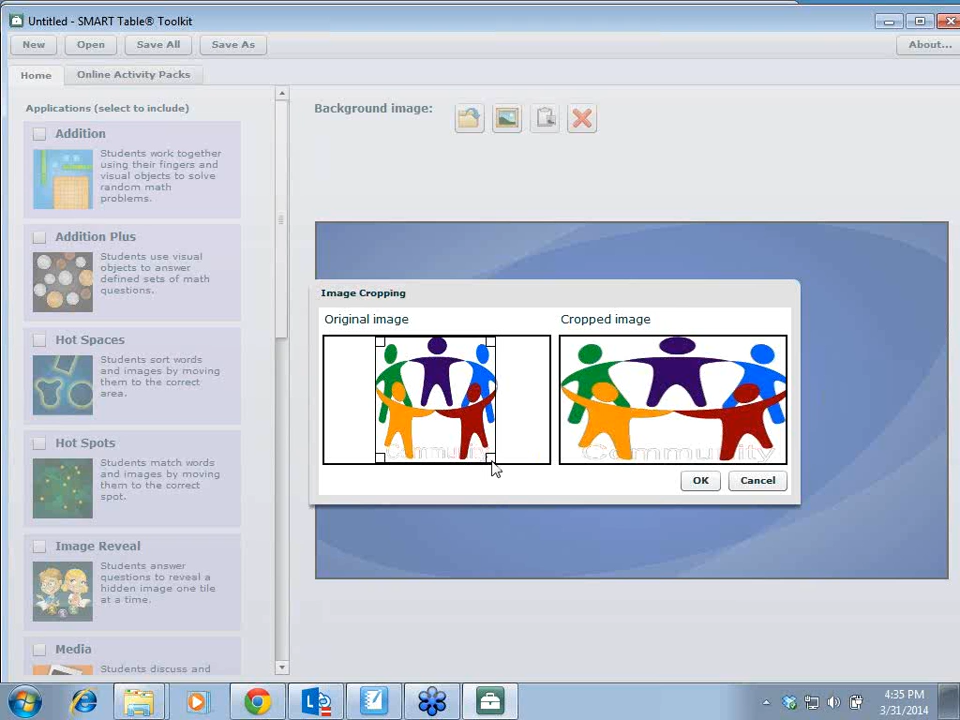 Untitled - SMART Table® Toolkit
New Open Save All Save As About...
Home Online Activity Packs
Applications (select to include)
Background image:
Addition
Students work together
using their fingers and
visual objects to solve
random math
problems.
Addition Plus
Students use visual
objects to answer
defined sets of math
questions.
Hot Spaces
Students sort words
and images by moving
them to the correct
area.
Hot Spots
Students match words
and images by moving
them to the correct
spot.
Image Reveal
Students answer
questions to reveal a
hidden image one tile
at a time.
Media
Students discuss and
Image Cropping
Original image Cropped image
Community Community
OK Cancel
4:35 PM
3/31/2014